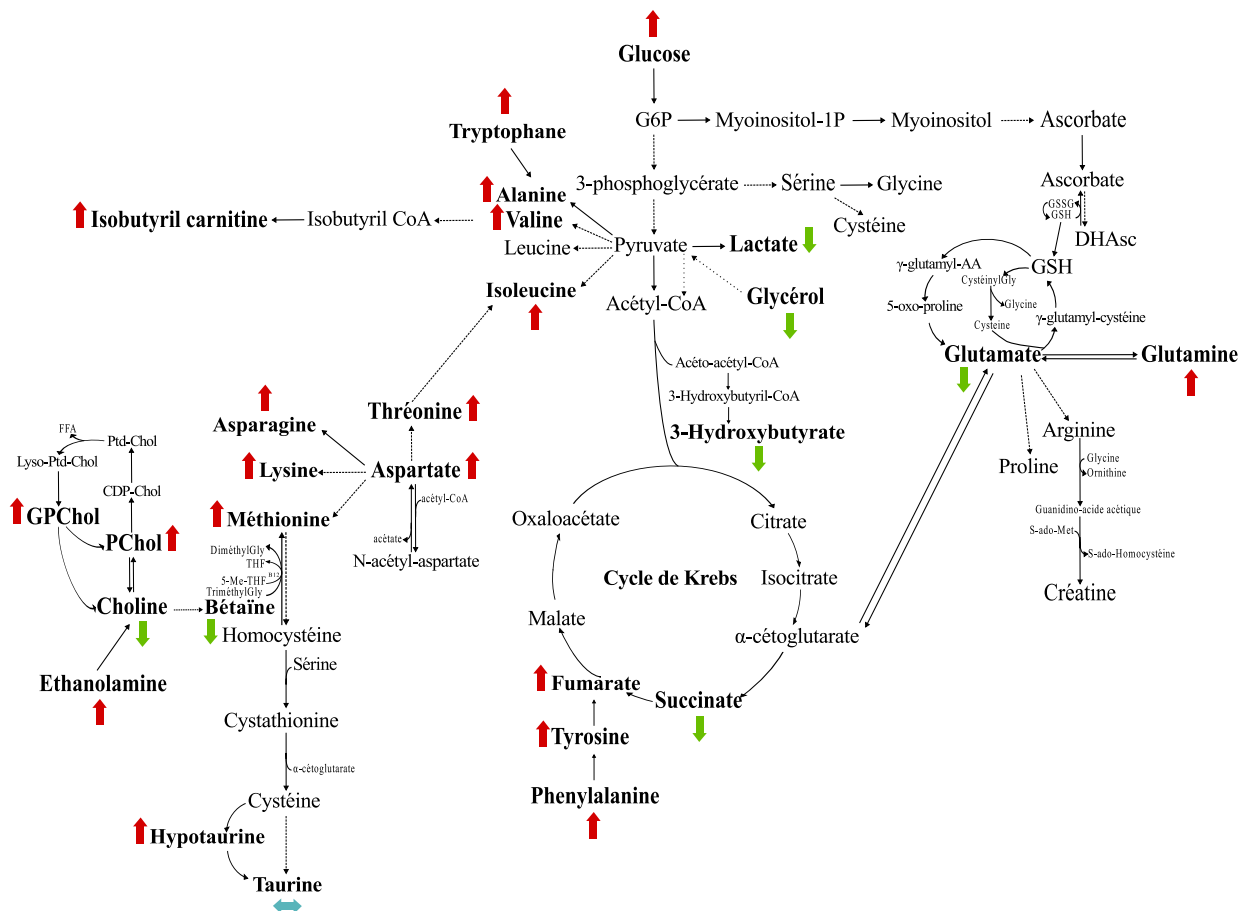 Glucose
G6P
Myoinositol-1P
Myoinositol
Ascorbate
Tryptophane
3-phosphoglycérate
Sérine
Glycine
Ascorbate
Alanine
Isobutyril carnitine
Isobutyril CoA
Valine
Cystéine
GSSG
GSH
DHAsc
Leucine
Pyruvate
Lactate
γ-glutamyl-AA
GSH
Isoleucine
Acétyl-CoA
Glycérol
CystéinylGly
5-oxo-proline
Glycine
γ-glutamyl-cystéine
Cysteine
Glutamate
Glutamine
Acéto-acétyl-CoA
3-Hydroxybutyril-CoA
Thréonine
Asparagine
3-Hydroxybutyrate
Arginine
FFA
Ptd-Chol
Lyso-Ptd-Chol
Lysine
Aspartate
Proline
Glycine
Ornithine
CDP-Chol
acétyl-CoA
GPChol
Méthionine
Oxaloacétate
Citrate
Guanidino-acide acétique
PChol
acétate
S-ado-Met
DiméthylGly
N-acétyl-aspartate
S-ado-Homocystéine
THF
B12
5-Me-THF
Cycle de Krebs
Isocitrate
TriméthylGly
Créatine
Choline
Bétaïne
Malate
Homocystéine
α-cétoglutarate
Sérine
Ethanolamine
Fumarate
Succinate
Cystathionine
Tyrosine
α-cétoglutarate
Phenylalanine
Cystéine
Hypotaurine
Taurine